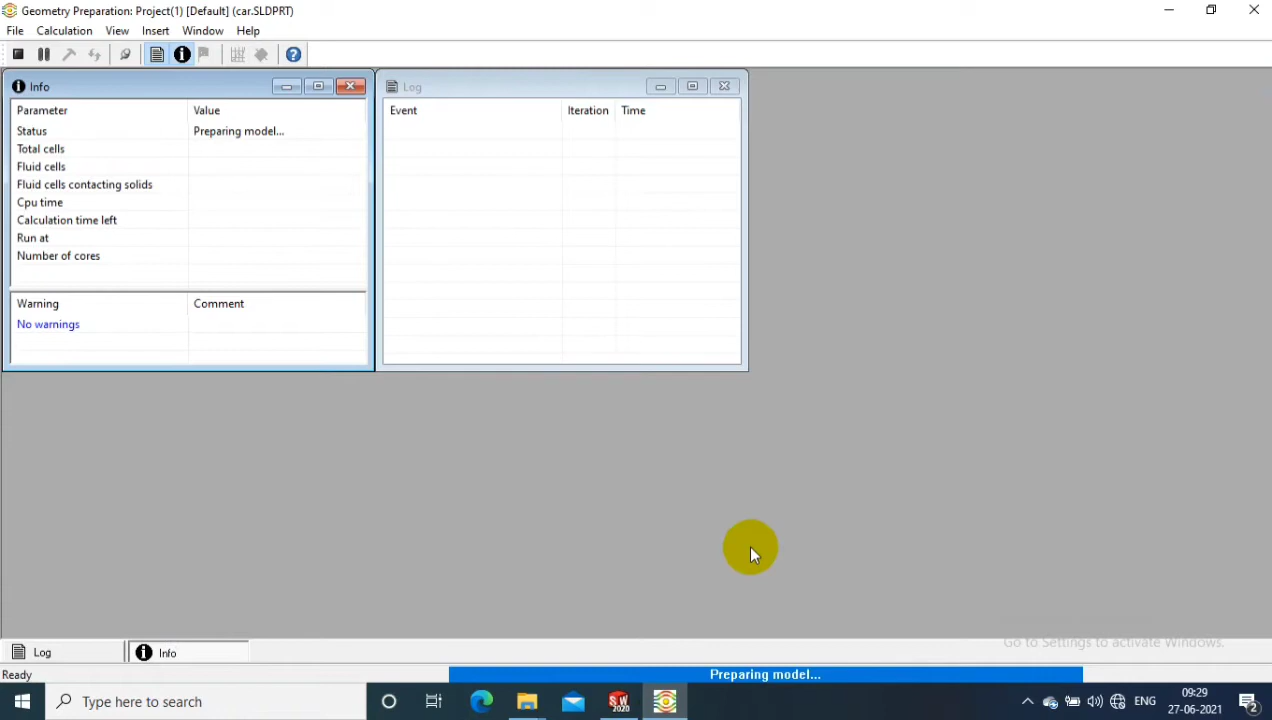 Geometry Preparation: Project(1) [Default] (car.SLDPRT)
File Calculation View Insert Window Help
Info
Log
Parameter Value
Status Preparing model...
Total cells
Fluid cells
Fluid cells contacting solids
Cpu time
Calculation time left
Run at
Number of cores
Warning Comment
No warnings
Event Iteration Time
Go to Settings to activate Windows.
Log Info
Ready Preparing model...
Type here to search
SW
2020
ENG
09:29
27-06-2021
2